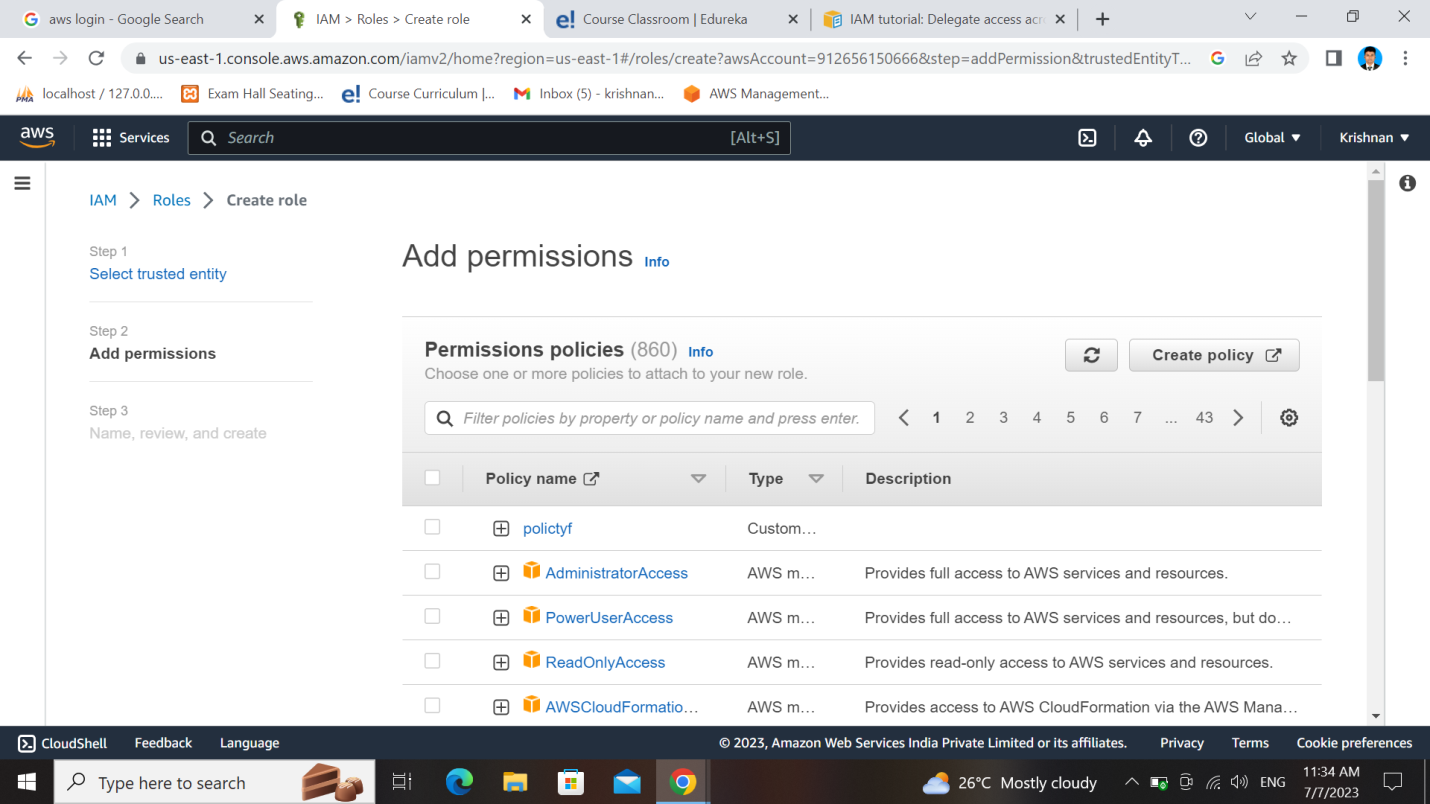 aws login - Google Search
IAM > Roles > Create role
Course Classroom | Edureka
IAM tutorial: Delegate access acr
us-east-1.console.aws.amazon.com/iamv2/home?region=us-east-1#/roles/create?awsAccount=912656150666&step=addPermission&trustedEntityT...
PMA localhost / 127.0.0....
Exam Hall Seating...
Course Curriculum |...
Inbox (5) - krishnan...
AWS Management...
aws
Services
Search
[Alt+S]
Global
Krishnan
IAM > Roles > Create role
Step 1
Select trusted entity
Step 2
Add permissions
Step 3
Name, review, and create
Add permissions Info
Permissions policies (860) Info
Choose one or more policies to attach to your new role.
Create policy
Filter policies by property or policy name and press enter.
1 2 3 4 5 6 7 ... 43
Policy name Type Description
polictyf Custom...
AdministratorAccess AWS m... Provides full access to AWS services and resources.
PowerUserAccess AWS m... Provides full access to AWS services and resources, but do...
ReadOnlyAccess AWS m... Provides read-only access to AWS services and resources.
AWSCloudFormatio... AWS m... Provides access to AWS CloudFormation via the AWS Mana...
CloudShell Feedback Language
© 2023, Amazon Web Services India Private Limited or its affiliates. Privacy Terms Cookie preferences
Type here to search
26°C Mostly cloudy
ENG
11:34 AM
7/7/2023